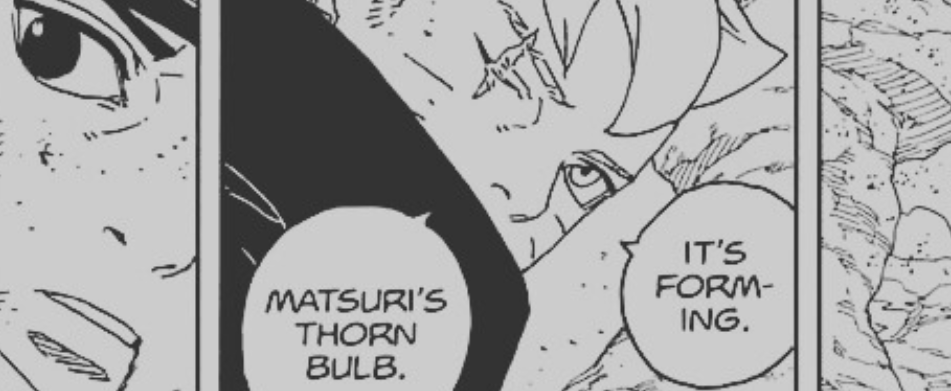 IT'S
FORM-
ING.
MATSURI'S
THORN
BULB.